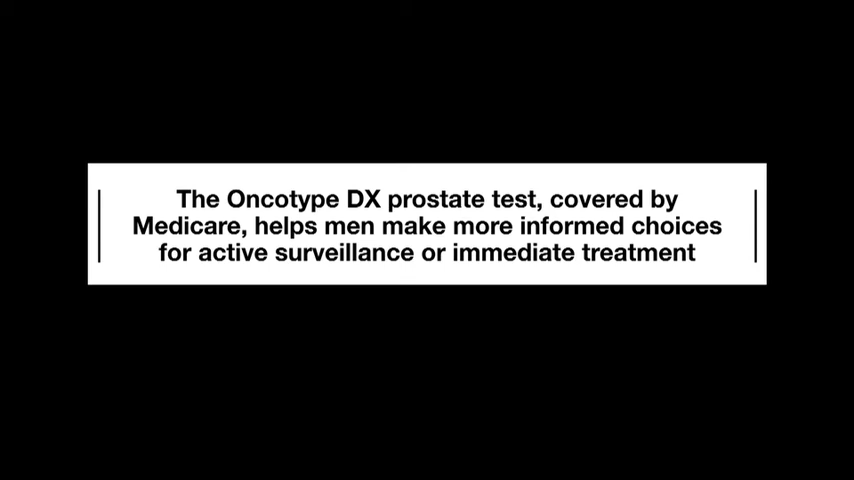 The Oncotype DX prostate test, covered by
Medicare, helps men make more informed choices
for active surveillance or immediate treatment